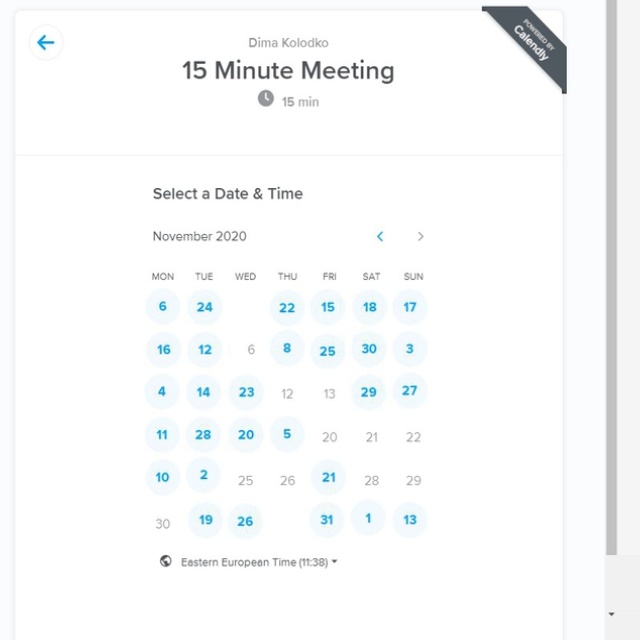 Dima Kolodko
POWERED BY
Calendly
15 Minute Meeting
15 min
Select a Date & Time
November 2020
MON TUE WED THU FRI SAT SUN
6 24 22 15 18 17
16 12 6 8 25 30 3
4 14 23 12 13 29 27
11 28 20 5 20 21 22
10 2 25 26 21 28 29
30 19 26 31 1 13
Eastern European Time (11:38)